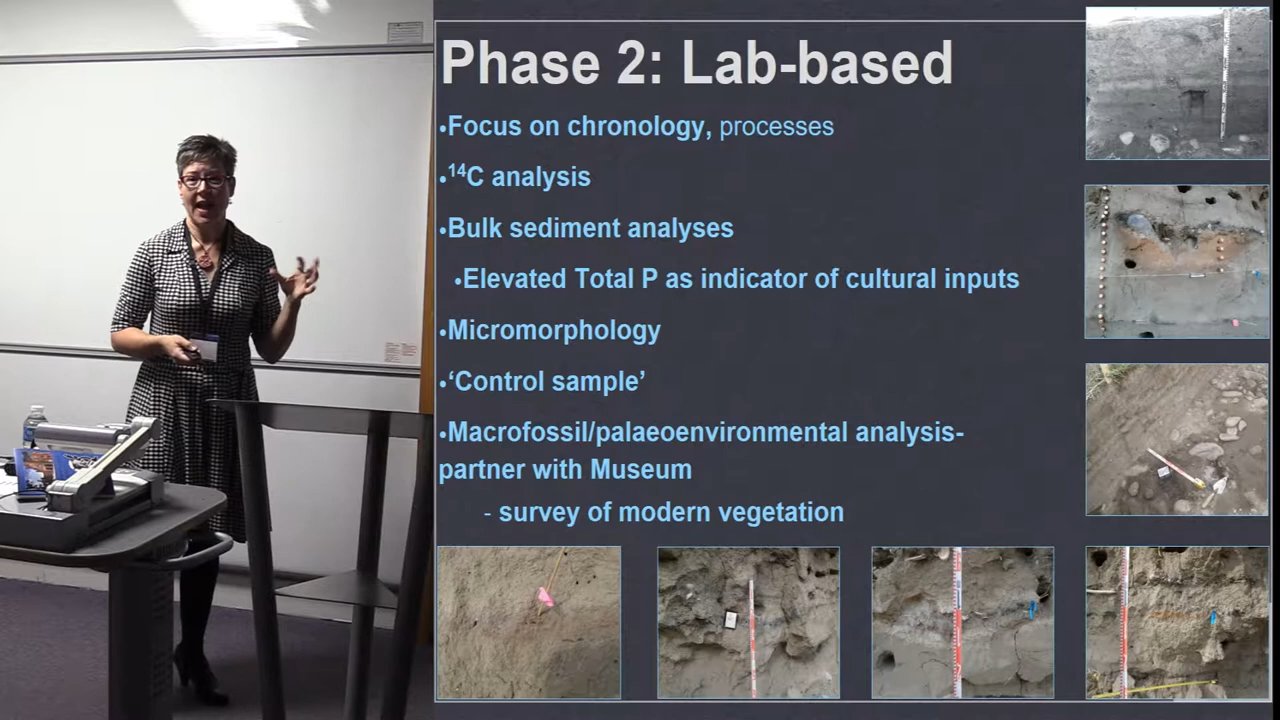 Phase 2: Lab-based
•Focus on chronology, processes
•¹⁴C analysis
•Bulk sediment analyses
•Elevated Total P as indicator of cultural inputs
•Micromorphology
•‘Control sample’
•Macrofossil/palaeoenvironmental analysis-
partner with Museum
- survey of modern vegetation